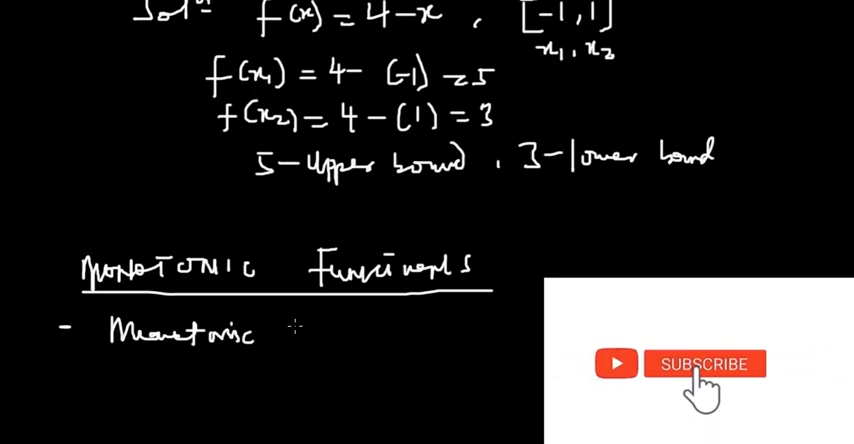 Soln f(x) = 4 - x , [-1, 1]
x₁, x₂
f(x₁) = 4 - (-1) = 5
f(x₂) = 4 - (1) = 3
5 - upper bound , 3 - lower bound
MONOTONIC Functions
- Monotonic
SUBSCRIBE